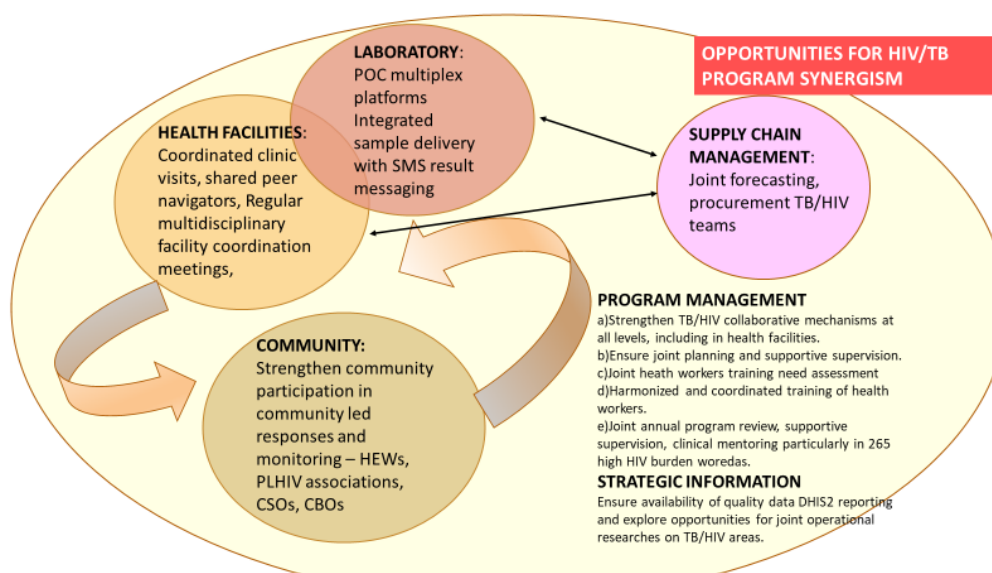 OPPORTUNITIES FOR HIV/TB
PROGRAM SYNERGISM
LABORATORY:
POC multiplex
platforms
Integrated
sample delivery
with SMS result
messaging
HEALTH FACILITIES:
Coordinated clinic
visits, shared peer
navigators, Regular
multidisciplinary
facility coordination
meetings,
SUPPLY CHAIN
MANAGEMENT:
Joint forecasting,
procurement TB/HIV
teams
COMMUNITY:
Strengthen community
participation in
community led
responses and
monitoring – HEWs,
PLHIV associations,
CSOs, CBOs
PROGRAM MANAGEMENT
a)Strengthen TB/HIV collaborative mechanisms at
all levels, including in health facilities.
b)Ensure joint planning and supportive supervision.
c)Joint heath workers training need assessment
d)Harmonized and coordinated training of health
workers.
e)Joint annual program review, supportive
supervision, clinical mentoring particularly in 265
high HIV burden woredas.
STRATEGIC INFORMATION
Ensure availability of quality data DHIS2 reporting
and explore opportunities for joint operational
researches on TB/HIV areas.